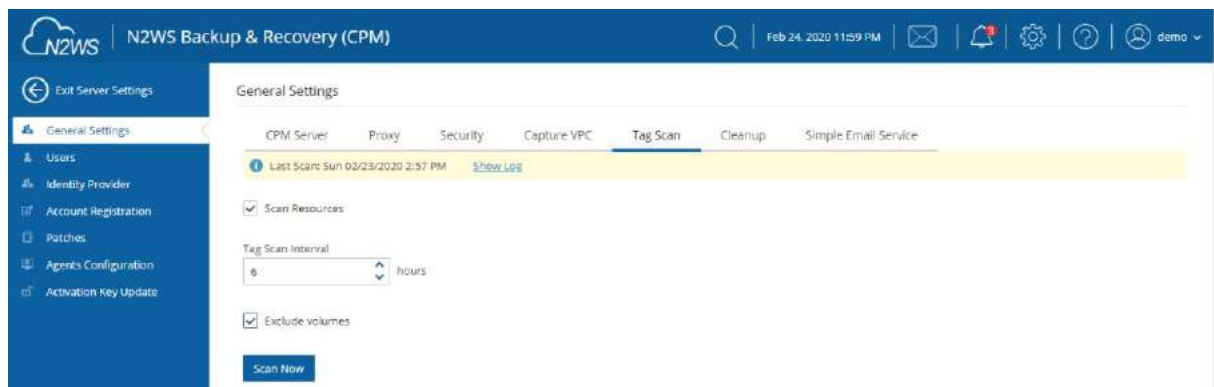 N2WS N2WS Backup & Recovery (CPM) Feb 24, 2020 11:59 PM demo
Exit Server Settings
General Settings
General Settings
Users
Identity Provider
Account Registration
Patches
Agents Configuration
Activation Key Update
CPM Server Proxy Security Capture VPC Tag Scan Cleanup Simple Email Service
Last Scan: Sun 02/23/2020 2:57 PM Show Log
Scan Resources
Tag Scan Interval
6 hours
Exclude volumes
Scan Now